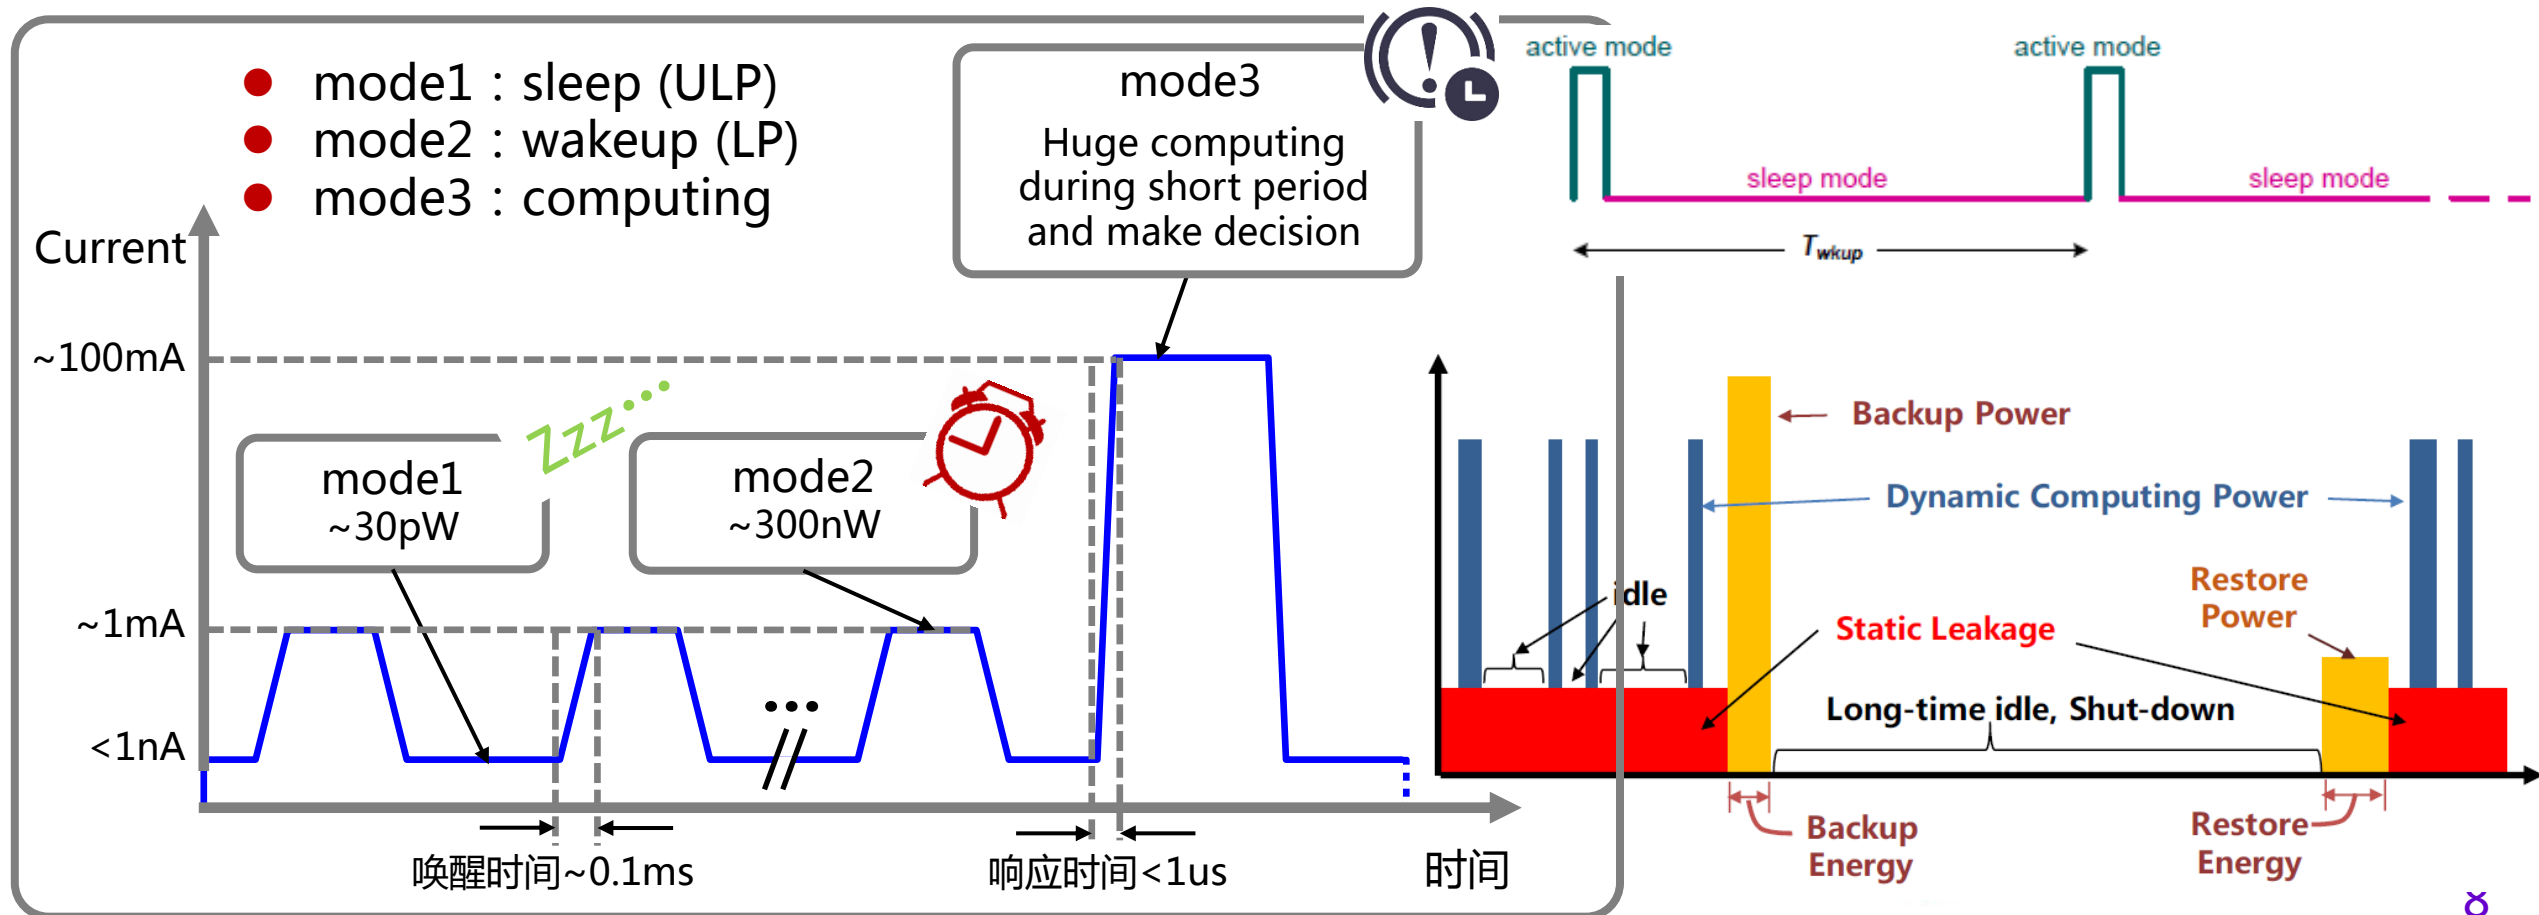 mode1：sleep (ULP)
mode2：wakeup (LP)
mode3：computing
Current
~100mA
~1mA
<1nA
mode1
~30pW
Zzz····
mode2
~300nW
...
mode3
Huge computing
during short period
and make decision
唤醒时间~0.1ms
响应时间<1us
时间
active mode
active mode
sleep mode
sleep mode
Twkup
Backup Power
Dynamic Computing Power
idle
Static Leakage
Restore
Power
Long-time idle, Shut-down
Backup
Energy
Restore
Energy
8